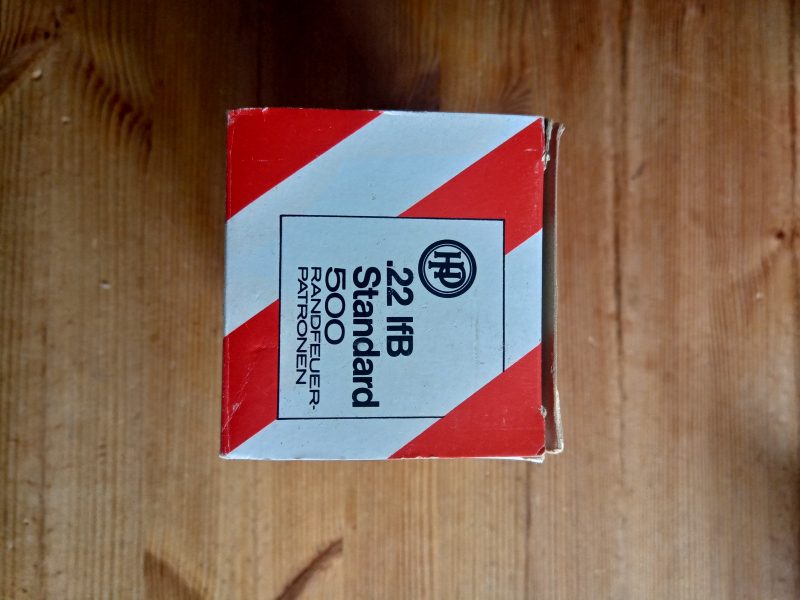 HP
.22 lfB
Standard
500
RANDFEUER-
PATRONEN